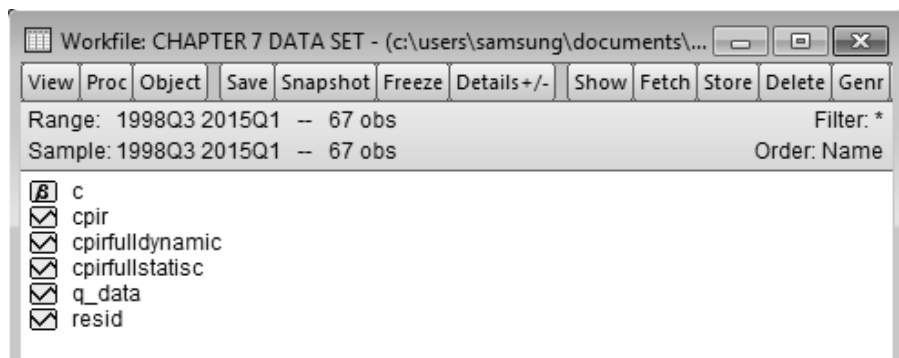 Workfile: CHAPTER 7 DATA SET - (c:\users\samsung\documents\...
View Proc Object Save Snapshot Freeze Details+/- Show Fetch Store Delete Genr
Range: 1998Q3 2015Q1 -- 67 obs Filter: *
Sample: 1998Q3 2015Q1 -- 67 obs Order: Name
β c
cpir
cpirfulldynamic
cpirfullstatisc
q_data
resid